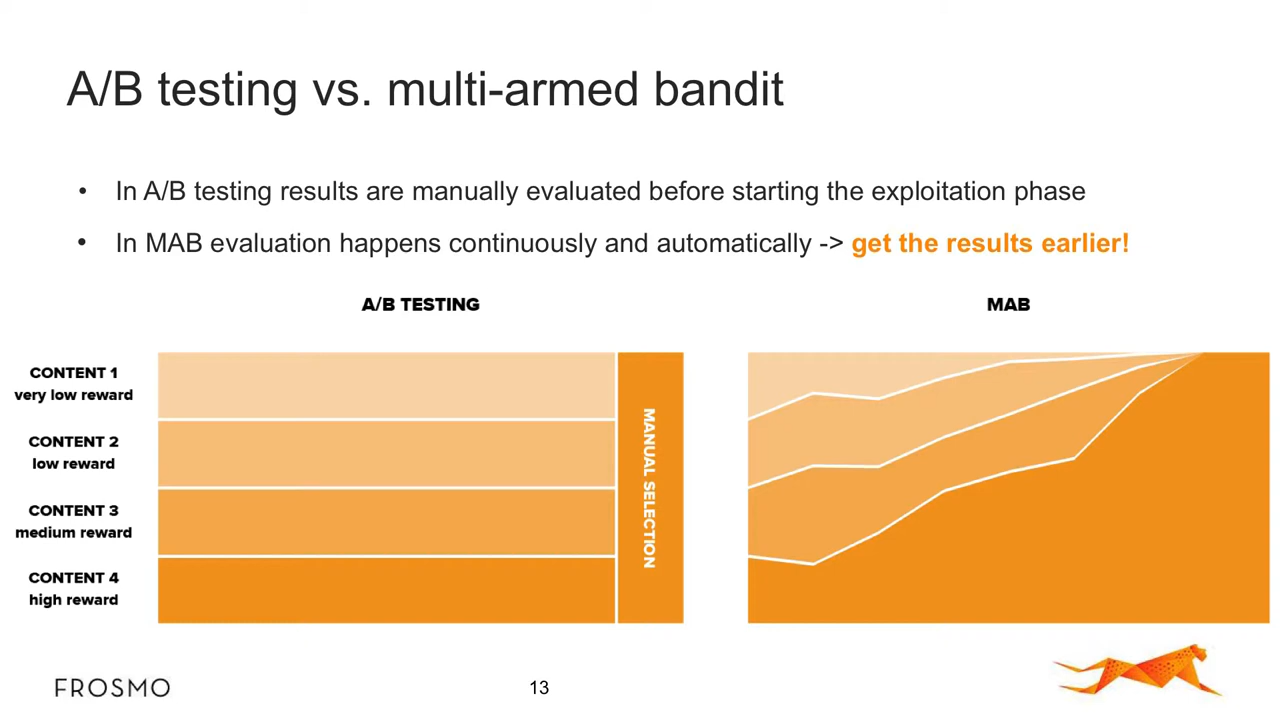 A/B testing vs. multi-armed bandit
• In A/B testing results are manually evaluated before starting the exploitation phase
• In MAB evaluation happens continuously and automatically -> get the results earlier!
A/B TESTING
MAB
CONTENT 1
very low reward
CONTENT 2
low reward
CONTENT 3
medium reward
CONTENT 4
high reward
MANUAL SELECTION
FROSMO
13